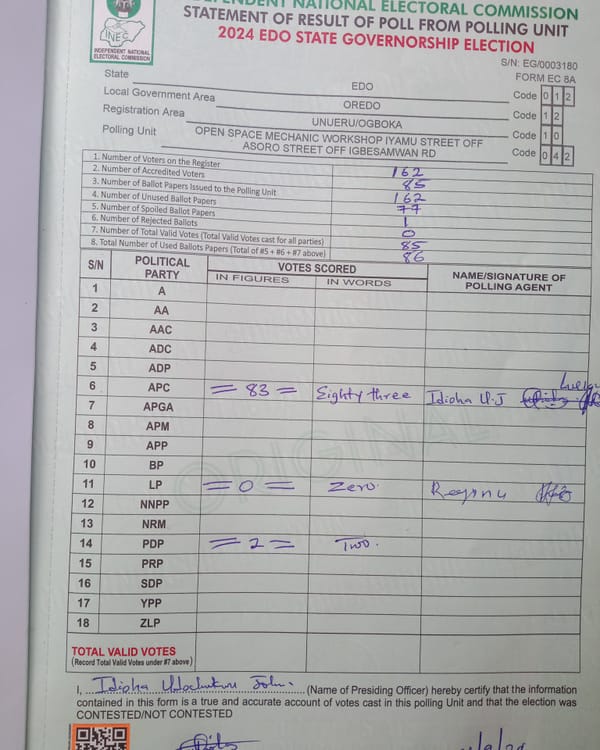 INDEPENDENT NATIONAL ELECTORAL COMMISSION
STATEMENT OF RESULT OF POLL FROM POLLING UNIT
2024 EDO STATE GOVERNORSHIP ELECTION
INEC
INDEPENDENT NATIONAL
ELECTORAL COMMISSION
S/N: EG/0003180
FORM EC 8A
State EDO Code 0 1 2
Local Government Area OREDO Code 1 2
Registration Area UNUERU/OGBOKA Code 1 0
Polling Unit OPEN SPACE MECHANIC WORKSHOP IYAMU STREET OFF Code 0 4 2
ASORO STREET OFF IGBESAMWAN RD
1. Number of Voters on the Register 162
2. Number of Accredited Voters 85
3. Number of Ballot Papers Issued to the Polling Unit 162
4. Number of Unused Ballot Papers 77
5. Number of Spoiled Ballot Papers 1
6. Number of Rejected Ballots 0
7. Number of Total Valid Votes (Total Valid Votes cast for all parties) 85
8. Total Number of Used Ballots Papers (Total of #5 + #6 + #7 above) 86
S/N POLITICAL PARTY VOTES SCORED NAME/SIGNATURE OF POLLING AGENT
IN FIGURES IN WORDS
1 A
2 AA
3 AAC
4 ADC
5 ADP
6 APC = 83 = Eighty three Idioha U.J
7 APGA
8 APM
9 APP
10 BP
11 LP = 0 = Zero.
12 NNPP
13 NRM
14 PDP = 2 = Two.
15 PRP
16 SDP
17 YPP
18 ZLP
ORIGINAL
TOTAL VALID VOTES
(Record Total Valid Votes under #7 above)
I, Idioha John. (Name of Presiding Officer) hereby certify that the information
contained in this form is a true and accurate account of votes cast in this polling Unit and that the election was
CONTESTED/NOT CONTESTED